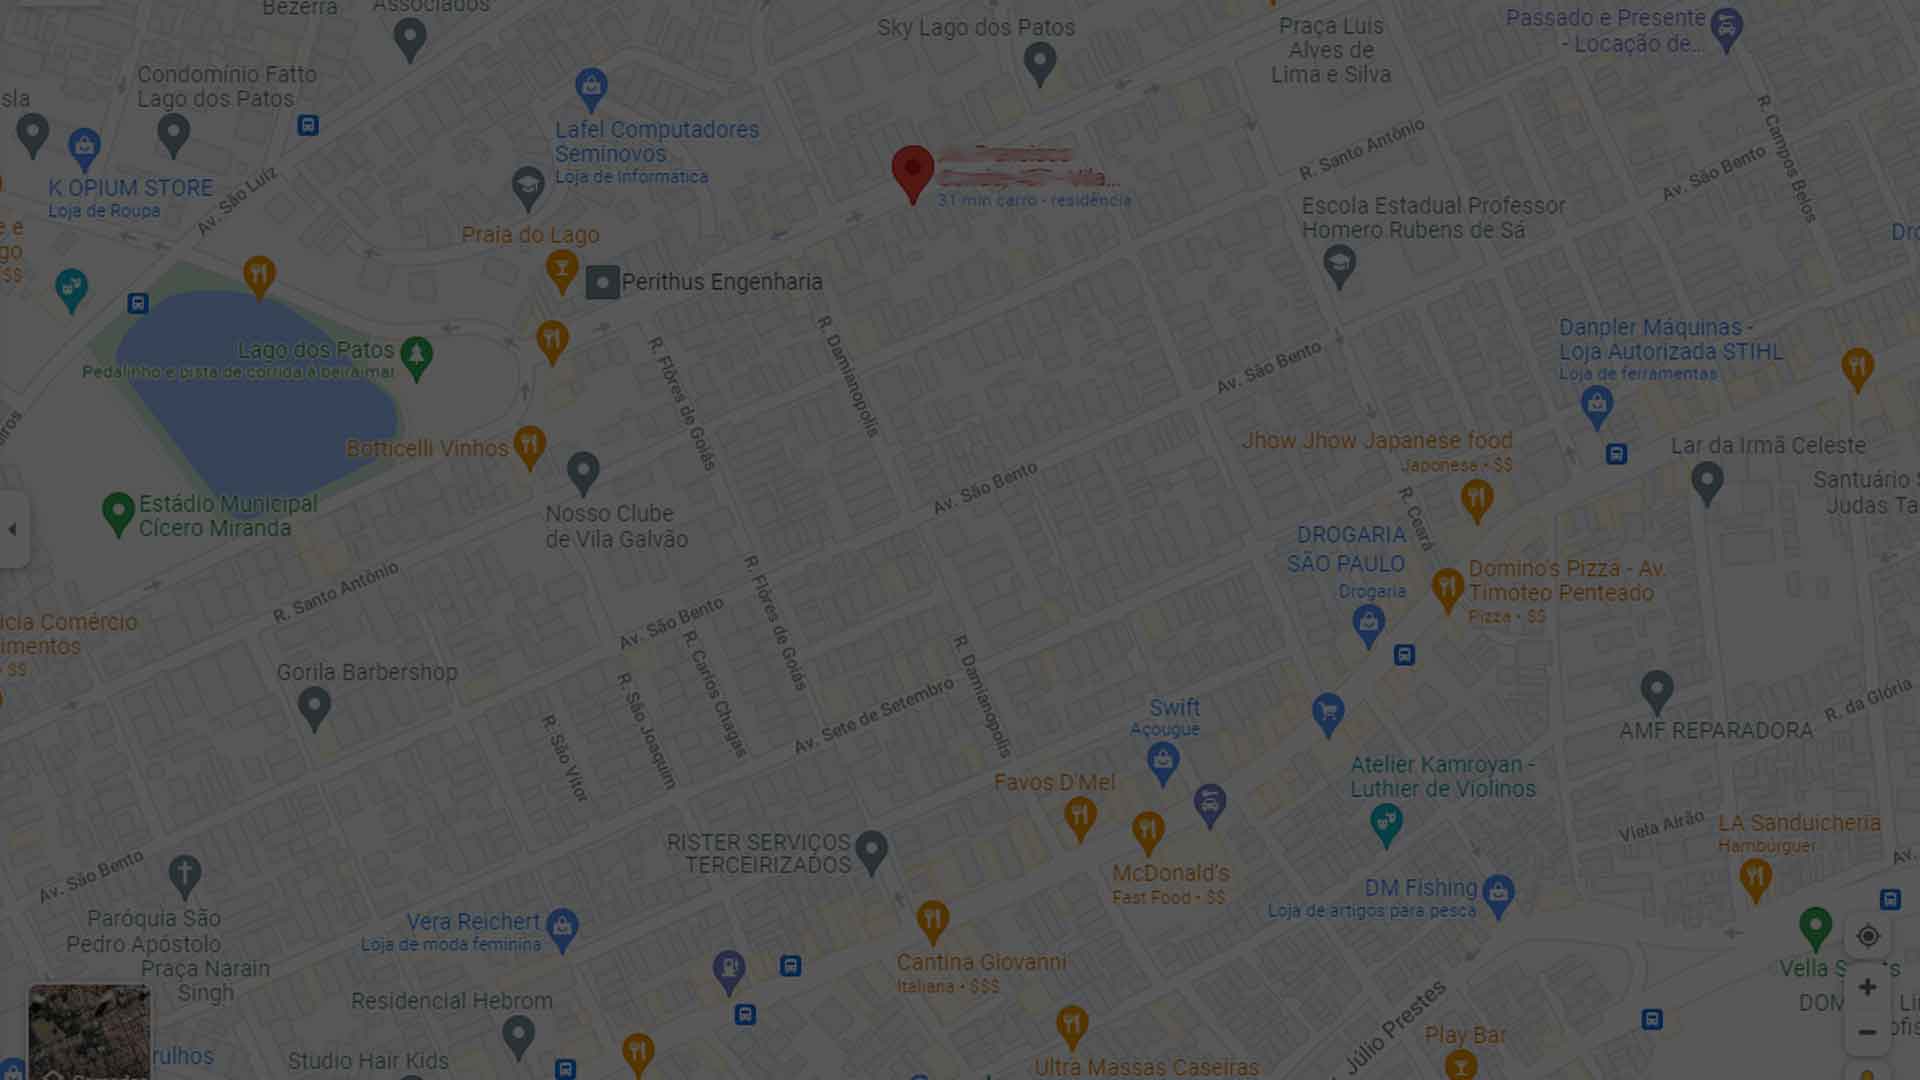 Bezerra
Associados
Sky Lago dos Patos
Praça Luis
Alves de
Lima e Silva
Passado e Presente
- Locação de...
Condomínio Fatto
Lago dos Patos
sla
Lafel Computadores
Seminovos
Loja de Informática
R. Campos Belos
R. Santo Antônio
Av. São Bento
K OPIUM STORE
Loja de Roupa
Av. São Luiz
Vila...
31 min carro - residência
Escola Estadual Professor
Homero Rubens de Sá
e e
go
$$
Praia do Lago
Perithus Engenharia
Dro
Lago dos Patos
Pedalinho e pista de corrida à beira-mar
R. Flôres de Goiás
R. Damianopolis
Av. São Bento
Danpler Máquinas -
Loja Autorizada STIHL
Loja de ferramentas
Botticelli Vinhos
Jhow Jhow Japanese food
Japonesa • $$
Lar da Irmã Celeste
Santuário S
Judas Ta
Estádio Municipal
Cícero Miranda
Nosso Clube
de Vila Galvão
Av. São Bento
R. Ceará
DROGARIA
SÃO PAULO
Drogaria
Domino's Pizza - Av.
Timóteo Penteado
Pizza • $$
R. Santo Antônio
icia Comércio
imentos
$$
Av. São Bento
R. Flôres de Goiás
Gorila Barbershop
R. Carlos Chagas
R. São Joaquim
R. São Vitor
Av. Sete de Setembro
R. Damianopolis
Swift
Açougue
AMF REPARADORA
R. da Glória
Favos D'Mel
Atelier Kamroyan -
Luthier de Violinos
RISTER SERVIÇOS
TERCEIRIZADOS
McDonald's
Fast Food • $$
Viela Airão
LA Sanduicheria
Hambúrguer
Av.
Av. São Bento
Paróquia São
Pedro Apóstolo
Vera Reichert
Loja de moda feminina
DM Fishing
Loja de artigos para pesca
Praça Narain
Singh
Cantina Giovanni
Italiana • $$$
Residencial Hebrom
Júlio Prestes
rulhos
Studio Hair Kids
Ultra Massas Caseiras
Play Bar
DOM